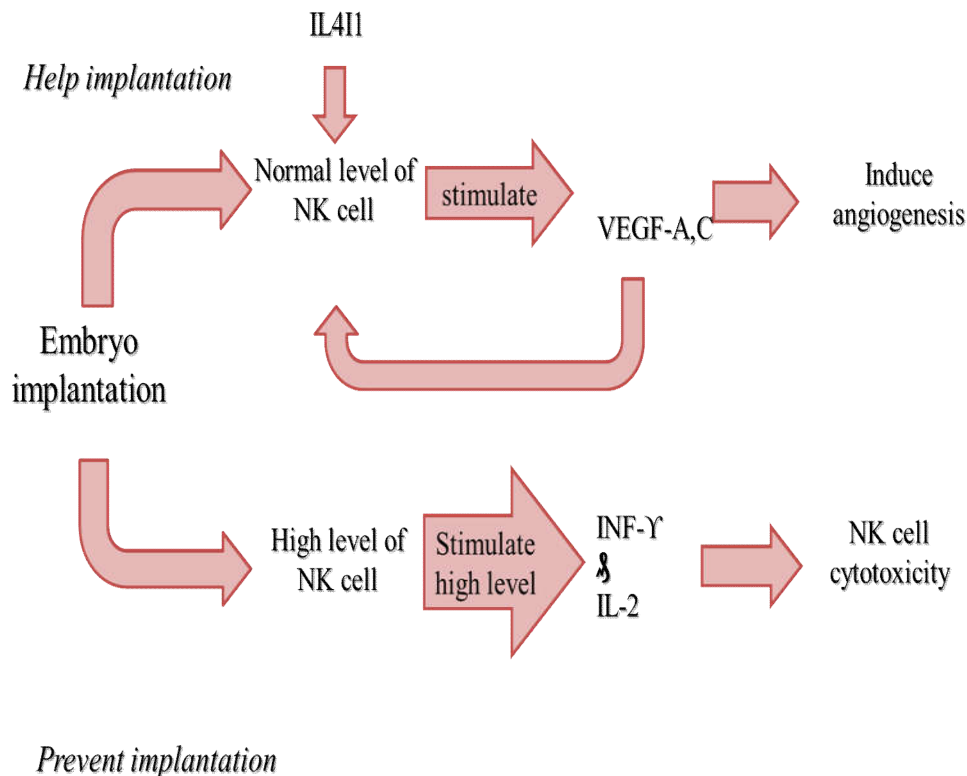 IL4I1
Help implantation
Normal level of
NK cell
stimulate
VEGF-A,C
Induce
angiogenesis
Embryo
implantation
High level of
NK cell
Stimulate
high level
INF-ϒ
&
IL-2
NK cell
cytotoxicity
Prevent implantation